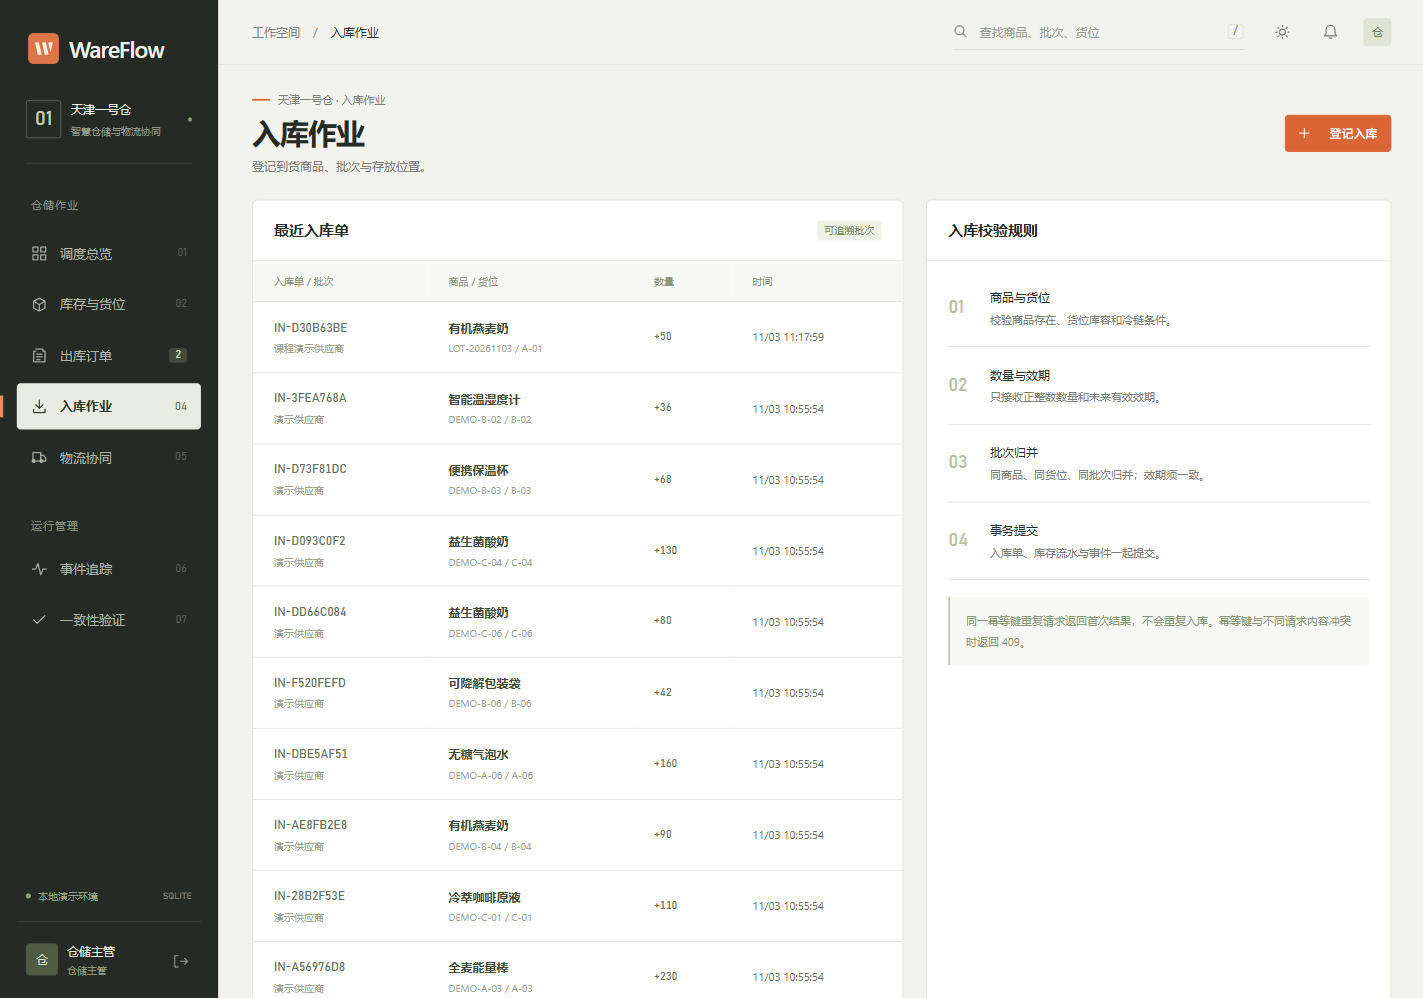 WareFlow
01
天津一号仓
智慧仓储与物流协同
仓储作业
调度总览 01
库存与货位 02
出库订单 2
入库作业 04
物流协同 05
运行管理
事件追踪 06
一致性验证 07
本地演示环境 SQLITE
仓
仓储主管
仓储主管
工作空间 / 入库作业
查找商品、批次、货位 /
仓
天津一号仓 · 入库作业
入库作业
登记到货商品、批次与存放位置。
登记入库
最近入库单 可追溯批次
入库单 / 批次 商品 / 货位 数量 时间
IN-D30B63BE 有机燕麦奶 +50 11/03 11:17:59
课程演示供应商 LOT-20261103 / A-01
IN-3FEA768A 智能温湿度计 +36 11/03 10:55:54
演示供应商 DEMO-B-02 / B-02
IN-D73F81DC 便携保温杯 +68 11/03 10:55:54
演示供应商 DEMO-B-03 / B-03
IN-D093C0F2 益生菌酸奶 +130 11/03 10:55:54
演示供应商 DEMO-C-04 / C-04
IN-DD66C084 益生菌酸奶 +80 11/03 10:55:54
演示供应商 DEMO-C-06 / C-06
IN-F520FEFD 可降解包装袋 +42 11/03 10:55:54
演示供应商 DEMO-B-06 / B-06
IN-DBE5AF51 无糖气泡水 +160 11/03 10:55:54
演示供应商 DEMO-A-06 / A-06
IN-AE8FB2E8 有机燕麦奶 +90 11/03 10:55:54
演示供应商 DEMO-B-04 / B-04
IN-28B2F53E 冷萃咖啡原液 +110 11/03 10:55:54
演示供应商 DEMO-C-01 / C-01
IN-A56976D8 全麦能量棒 +230 11/03 10:55:54
演示供应商 DEMO-A-03 / A-03
入库校验规则
01 商品与货位
校验商品存在、货位库容和冷链条件。
02 数量与效期
只接收正整数数量和未来有效效期。
03 批次归并
同商品、同货位、同批次归并；效期须一致。
04 事务提交
入库单、库存流水与事件一起提交。
同一幂等键重复请求返回首次结果，不会重复入库。幂等键与不同请求内容冲突
时返回 409。